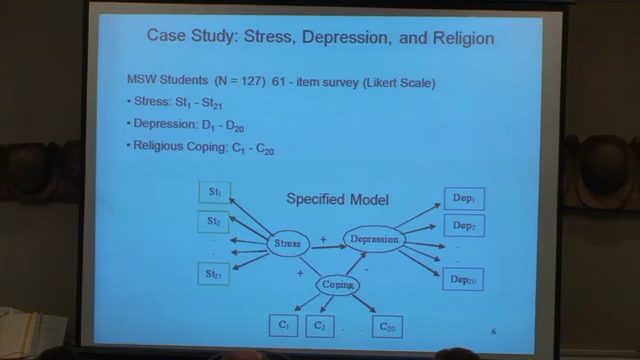 Case Study: Stress, Depression, and Religion
MSW Students (N = 127) 61 - item survey (Likert Scale)
• Stress: St1 - St21
• Depression: D1 - D20
• Religious Coping: C1 - C20
Specified Model
St1
St2
St21
Stress
+
Depression
+
-
Coping
Dep1
Dep2
Dep20
C1
C2
C20
6